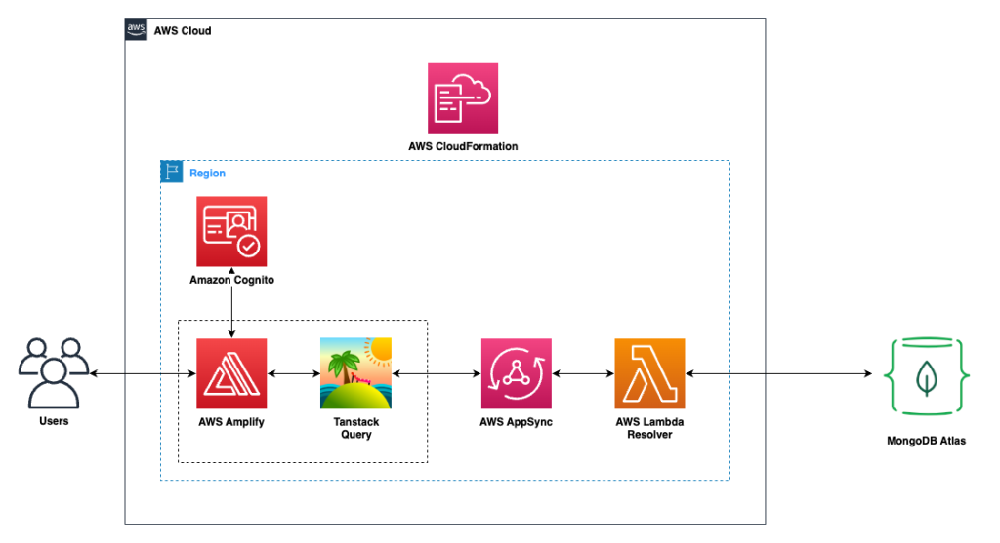 aws
AWS Cloud
AWS CloudFormation
Region
Amazon Cognito
Users
AWS Amplify
Tanstack
Query
AWS AppSync
AWS Lambda
Resolver
MongoDB Atlas